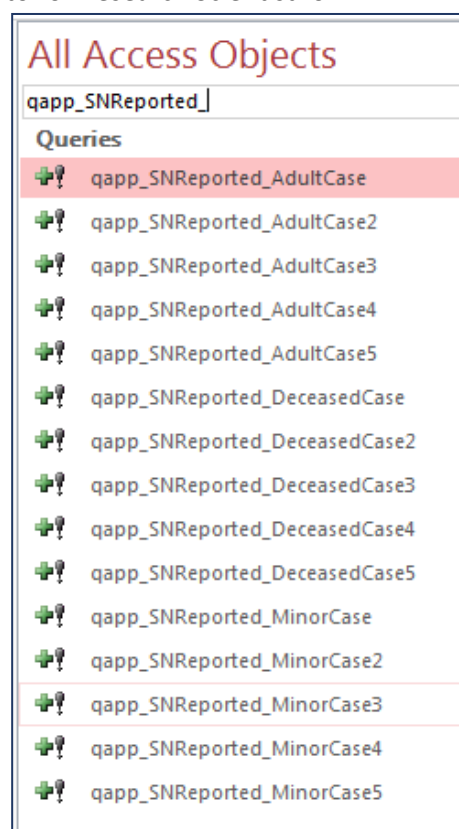 All Access Objects
qapp_SNReported_
Queries
qapp_SNReported_AdultCase
qapp_SNReported_AdultCase2
qapp_SNReported_AdultCase3
qapp_SNReported_AdultCase4
qapp_SNReported_AdultCase5
qapp_SNReported_DeceasedCase
qapp_SNReported_DeceasedCase2
qapp_SNReported_DeceasedCase3
qapp_SNReported_DeceasedCase4
qapp_SNReported_DeceasedCase5
qapp_SNReported_MinorCase
qapp_SNReported_MinorCase2
qapp_SNReported_MinorCase3
qapp_SNReported_MinorCase4
qapp_SNReported_MinorCase5